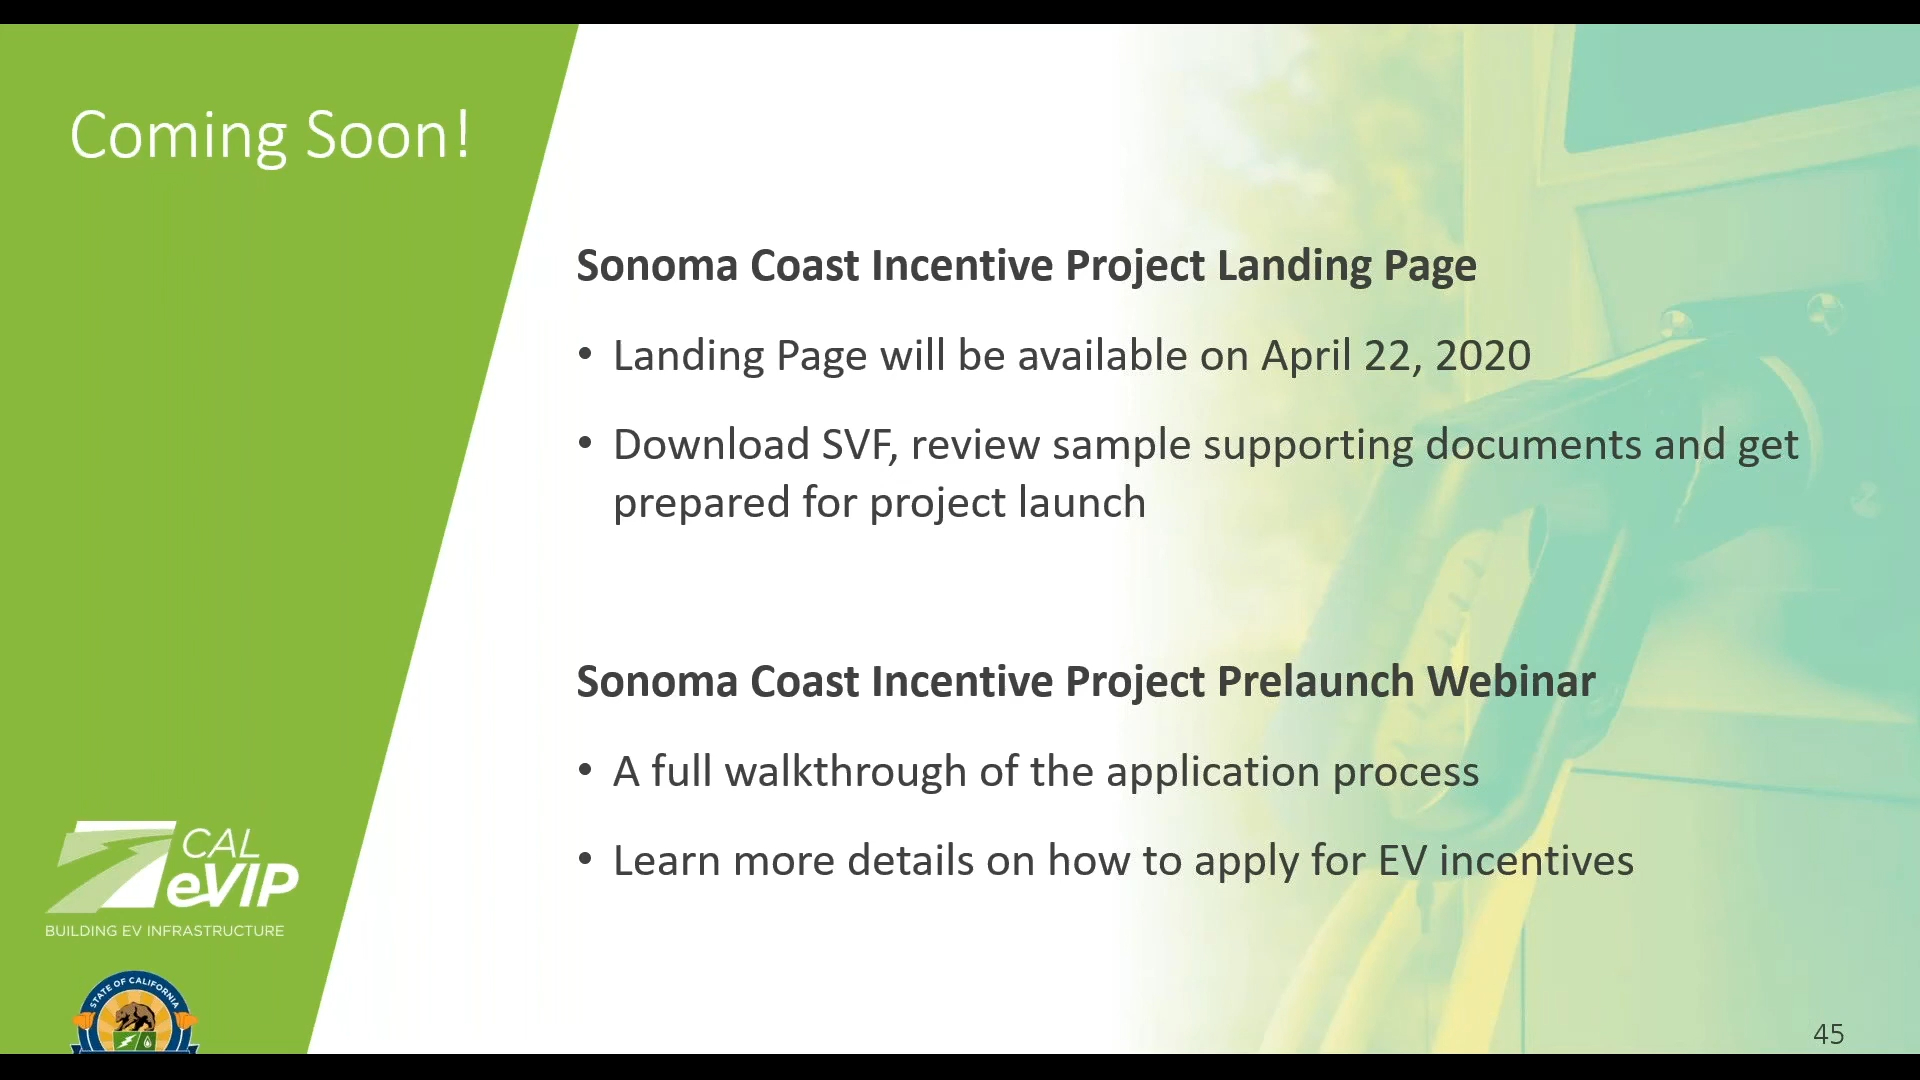 Coming Soon!
Sonoma Coast Incentive Project Landing Page
• Landing Page will be available on April 22, 2020
• Download SVF, review sample supporting documents and get
prepared for project launch
Sonoma Coast Incentive Project Prelaunch Webinar
• A full walkthrough of the application process
• Learn more details on how to apply for EV incentives
CAL
eVIP
BUILDING EV INFRASTRUCTURE
STATE OF CALIFORNIA
45